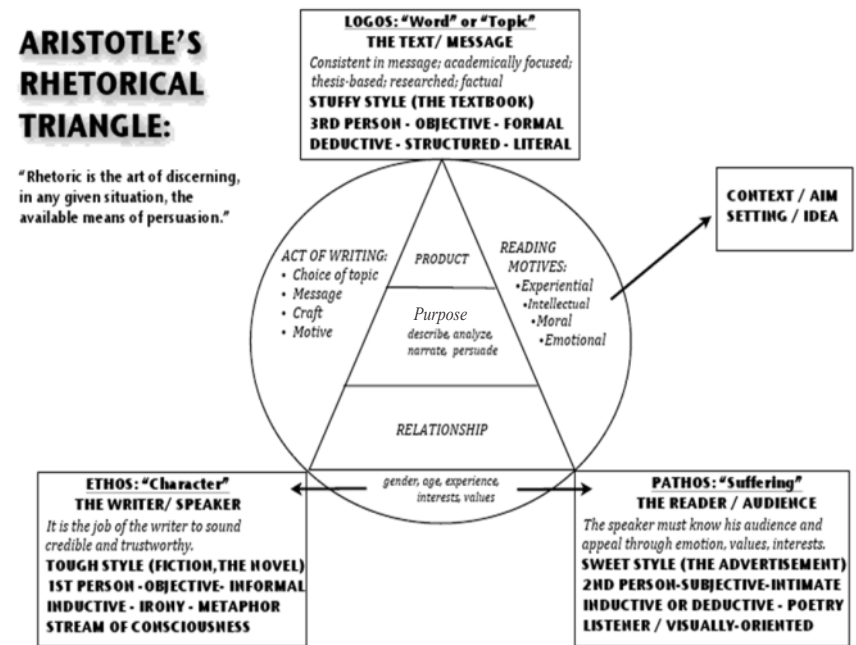 ARISTOTLE'S
RHETORICAL
TRIANGLE:
"Rhetoric is the art of discerning,
in any given situation, the
available means of persuasion."
LOGOS: "Word" or "Topic"
THE TEXT/ MESSAGE
Consistent in message; academically focused;
thesis-based; researched; factual
STUFFY STYLE (THE TEXTBOOK)
3RD PERSON - OBJECTIVE - FORMAL
DEDUCTIVE - STRUCTURED - LITERAL
CONTEXT / AIM
SETTING / IDEA
ACT OF WRITING:
• Choice of topic
• Message
• Craft
• Motive
PRODUCT
Purpose
describe, analyze,
narrate, persuade
RELATIONSHIP
READING
MOTIVES:
•Experiential
•Intellectual
•Moral
•Emotional
gender, age, experience,
interests, values
ETHOS: "Character"
THE WRITER/ SPEAKER
It is the job of the writer to sound
credible and trustworthy.
TOUGH STYLE (FICTION,THE NOVEL)
1ST PERSON -OBJECTIVE- INFORMAL
INDUCTIVE - IRONY - METAPHOR
STREAM OF CONSCIOUSNESS
PATHOS: "Suffering"
THE READER / AUDIENCE
The speaker must know his audience and
appeal through emotion, values, interests.
SWEET STYLE (THE ADVERTISEMENT)
2ND PERSON-SUBJECTIVE-INTIMATE
INDUCTIVE OR DEDUCTIVE - POETRY
LISTENER / VISUALLY-ORIENTED